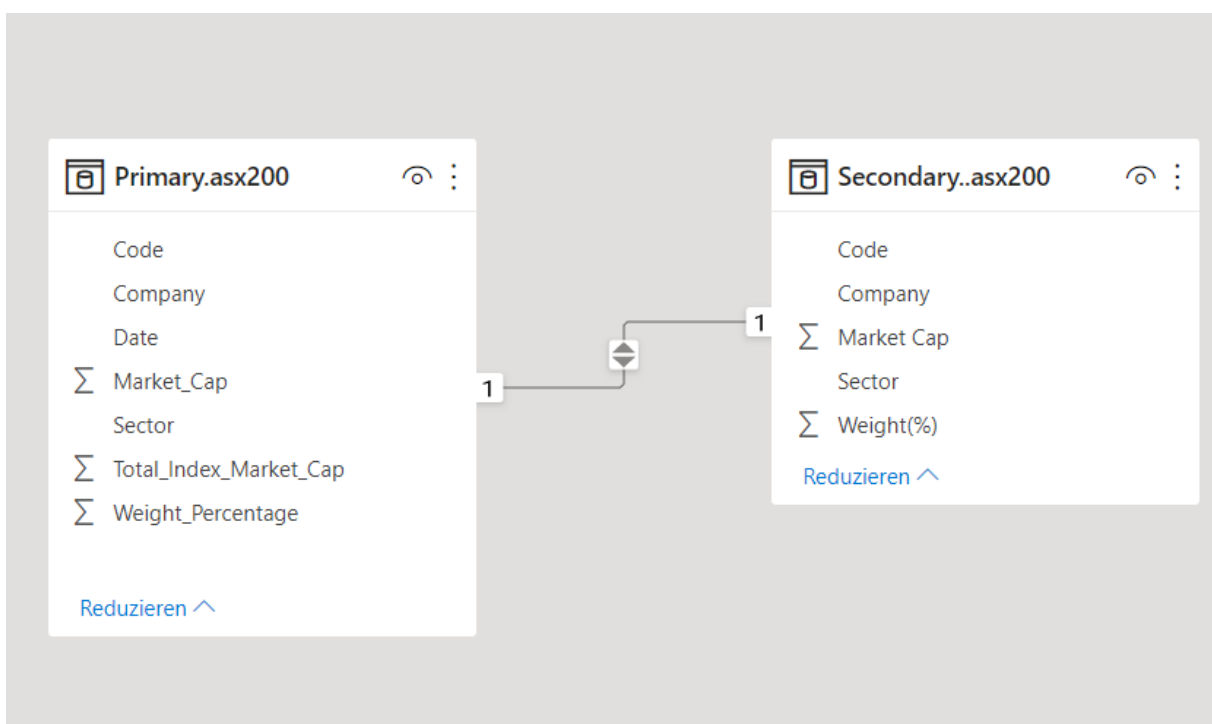 Primary.asx200
Code
Company
Date
Market_Cap
Sector
Total_Index_Market_Cap
Weight_Percentage
Reduzieren
1
1
Secondary..asx200
Code
Company
Market Cap
Sector
Weight(%)
Reduzieren